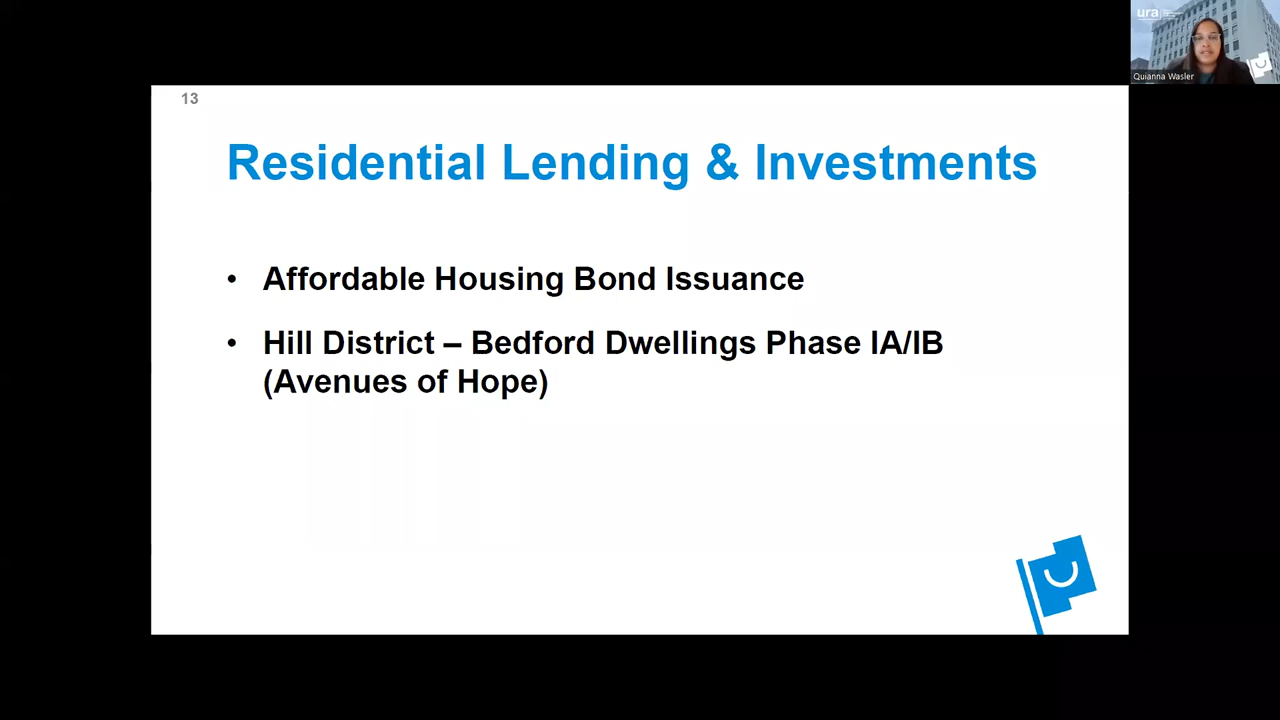 ura
Quianna Wasler
13
Residential Lending & Investments
• Affordable Housing Bond Issuance
• Hill District – Bedford Dwellings Phase IA/IB
(Avenues of Hope)